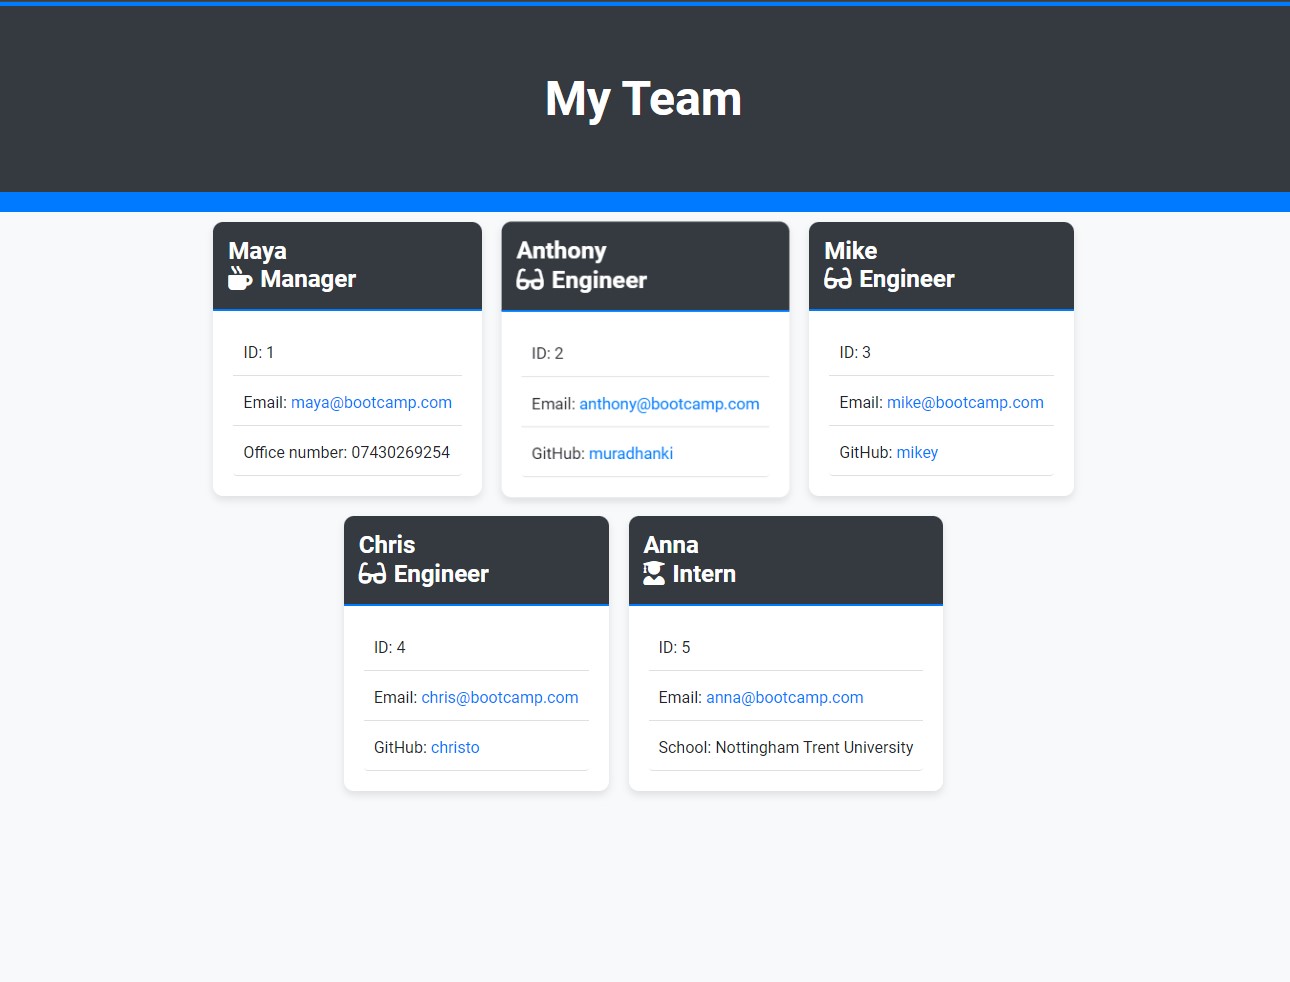 My Team
Maya
Manager
ID: 1
Email: maya@bootcamp.com
Office number: 07430269254
Anthony
Engineer
ID: 2
Email: anthony@bootcamp.com
GitHub: muradhanki
Mike
Engineer
ID: 3
Email: mike@bootcamp.com
GitHub: mikey
Chris
Engineer
ID: 4
Email: chris@bootcamp.com
GitHub: christo
Anna
Intern
ID: 5
Email: anna@bootcamp.com
School: Nottingham Trent University